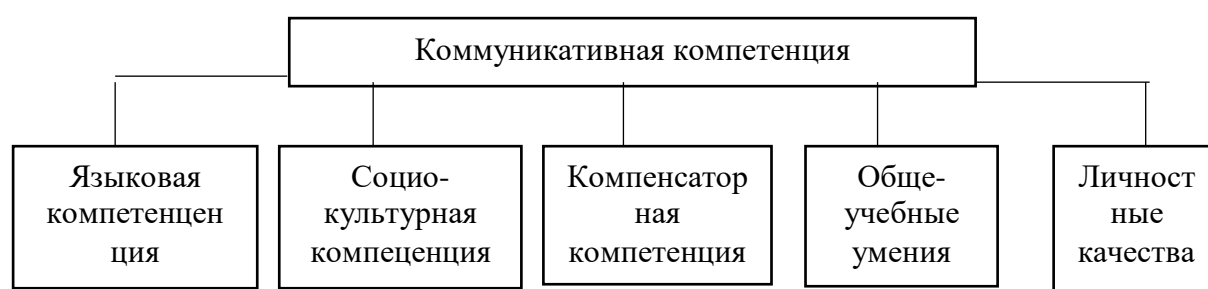 Коммуникативная компетенция
Языковая
компетенцен
ция
Социо-
культурная
компеценция
Компенсатор
ная
компетенция
Обще-
учебные
умения
Личност
ные
качества